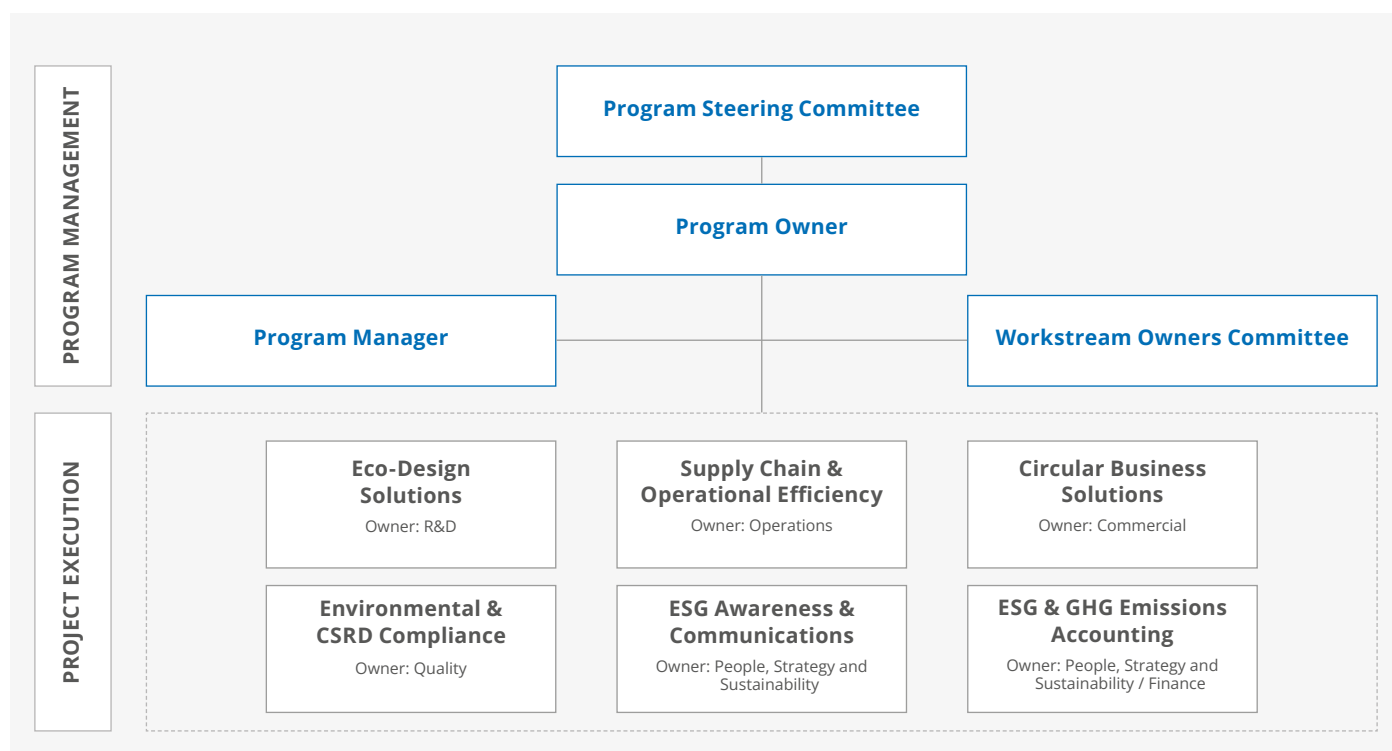 PROGRAM MANAGEMENT
Program Steering Committee
Program Owner
Program Manager
Workstream Owners Committee
PROJECT EXECUTION
Eco-Design
Solutions
Owner: R&D
Supply Chain &
Operational Efficiency
Owner: Operations
Circular Business
Solutions
Owner: Commercial
Environmental &
CSRD Compliance
Owner: Quality
ESG Awareness &
Communications
Owner: People, Strategy and
Sustainability
ESG & GHG Emissions
Accounting
Owner: People, Strategy and
Sustainability / Finance